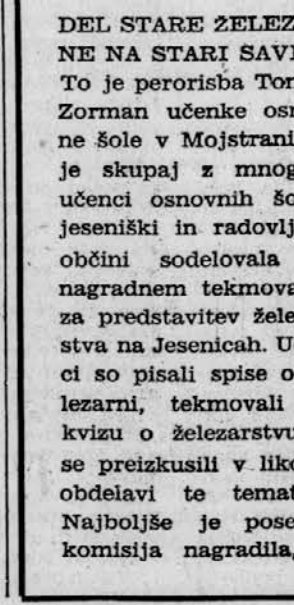 DEL STARE ŽELEZ
NE NA STARI SAVI
To je perorisba Ton
Zorman učenke osn
ne šole v Mojstrani
je skupaj z mnog
učenci osnovnih šo
jeseniški in radovlj
občini sodelovala
nagradnem tekmova
za predstavitev žele
stva na Jesenicah. U
ci so pisali spise o
lezarni, tekmovali
kvizu o železarstvu
se preizkusili v liko
obdelavi te temat
Najboljše je pose
komisija nagradila,